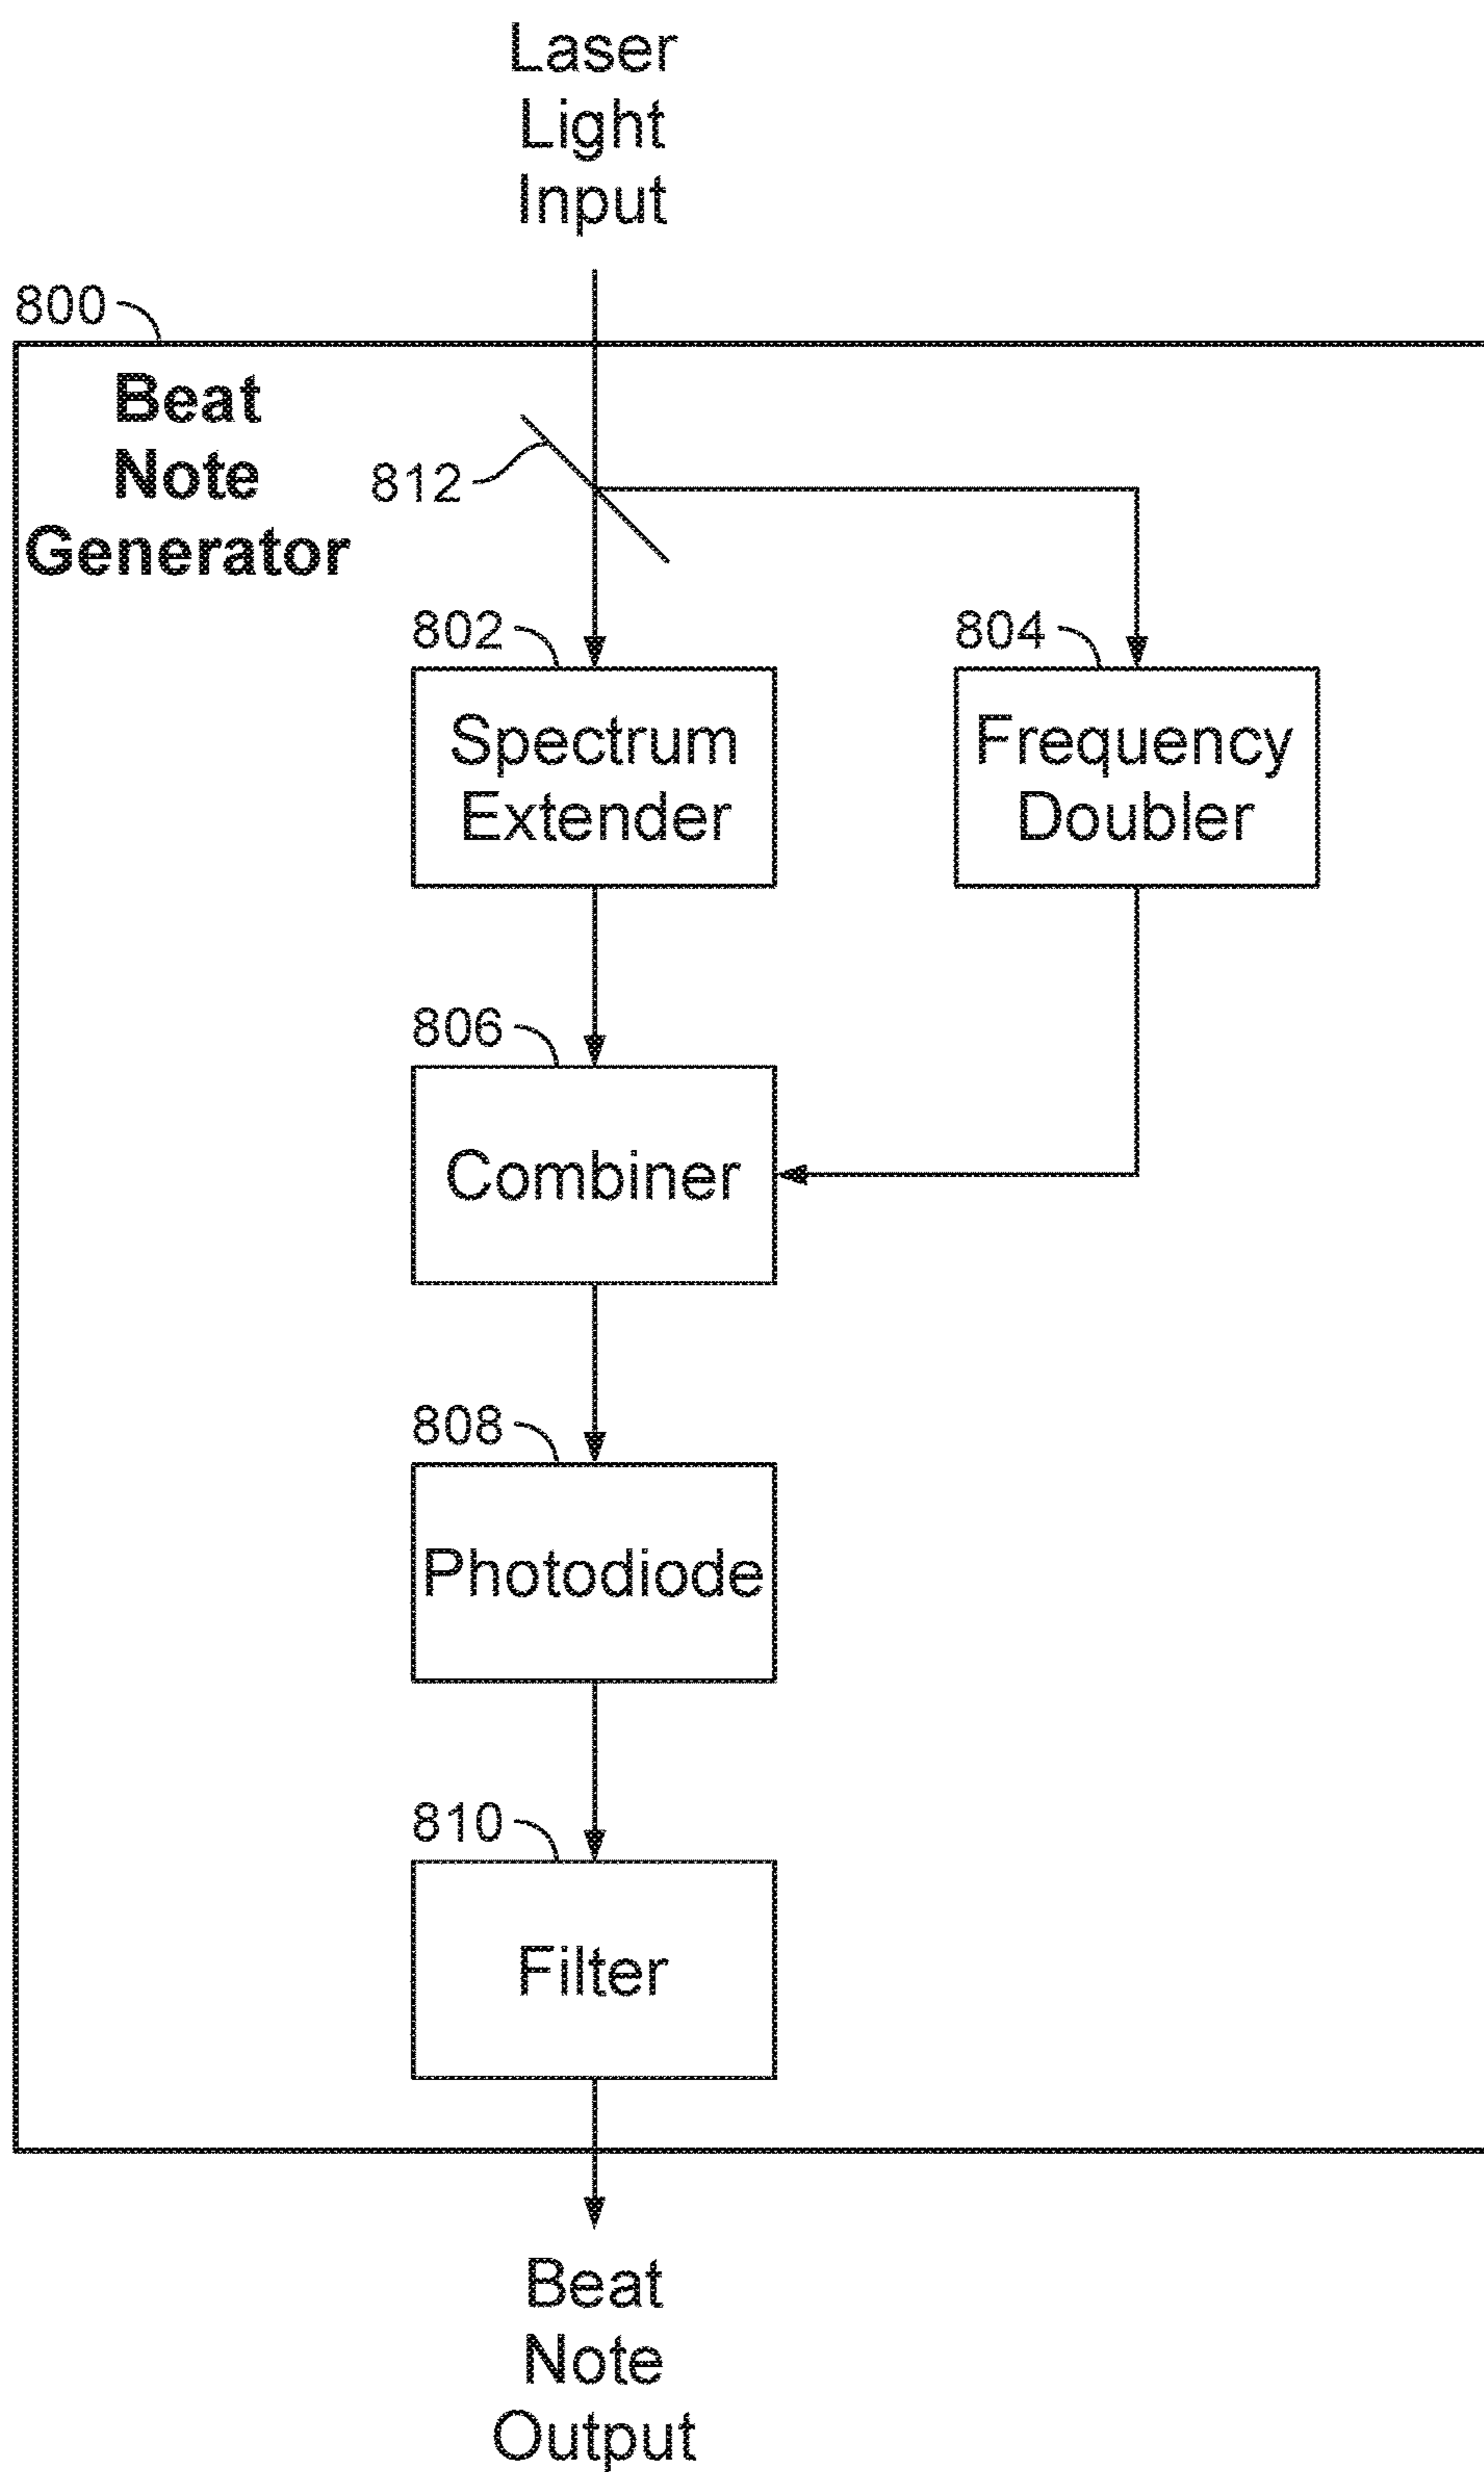 Laser
Light
Input
800
Beat
Note
Generator
812
802
804
Spectrum
Extender
Frequency
Doubler
806
Combiner
808
Photodiode
810
Filter
Beat
Note
Output